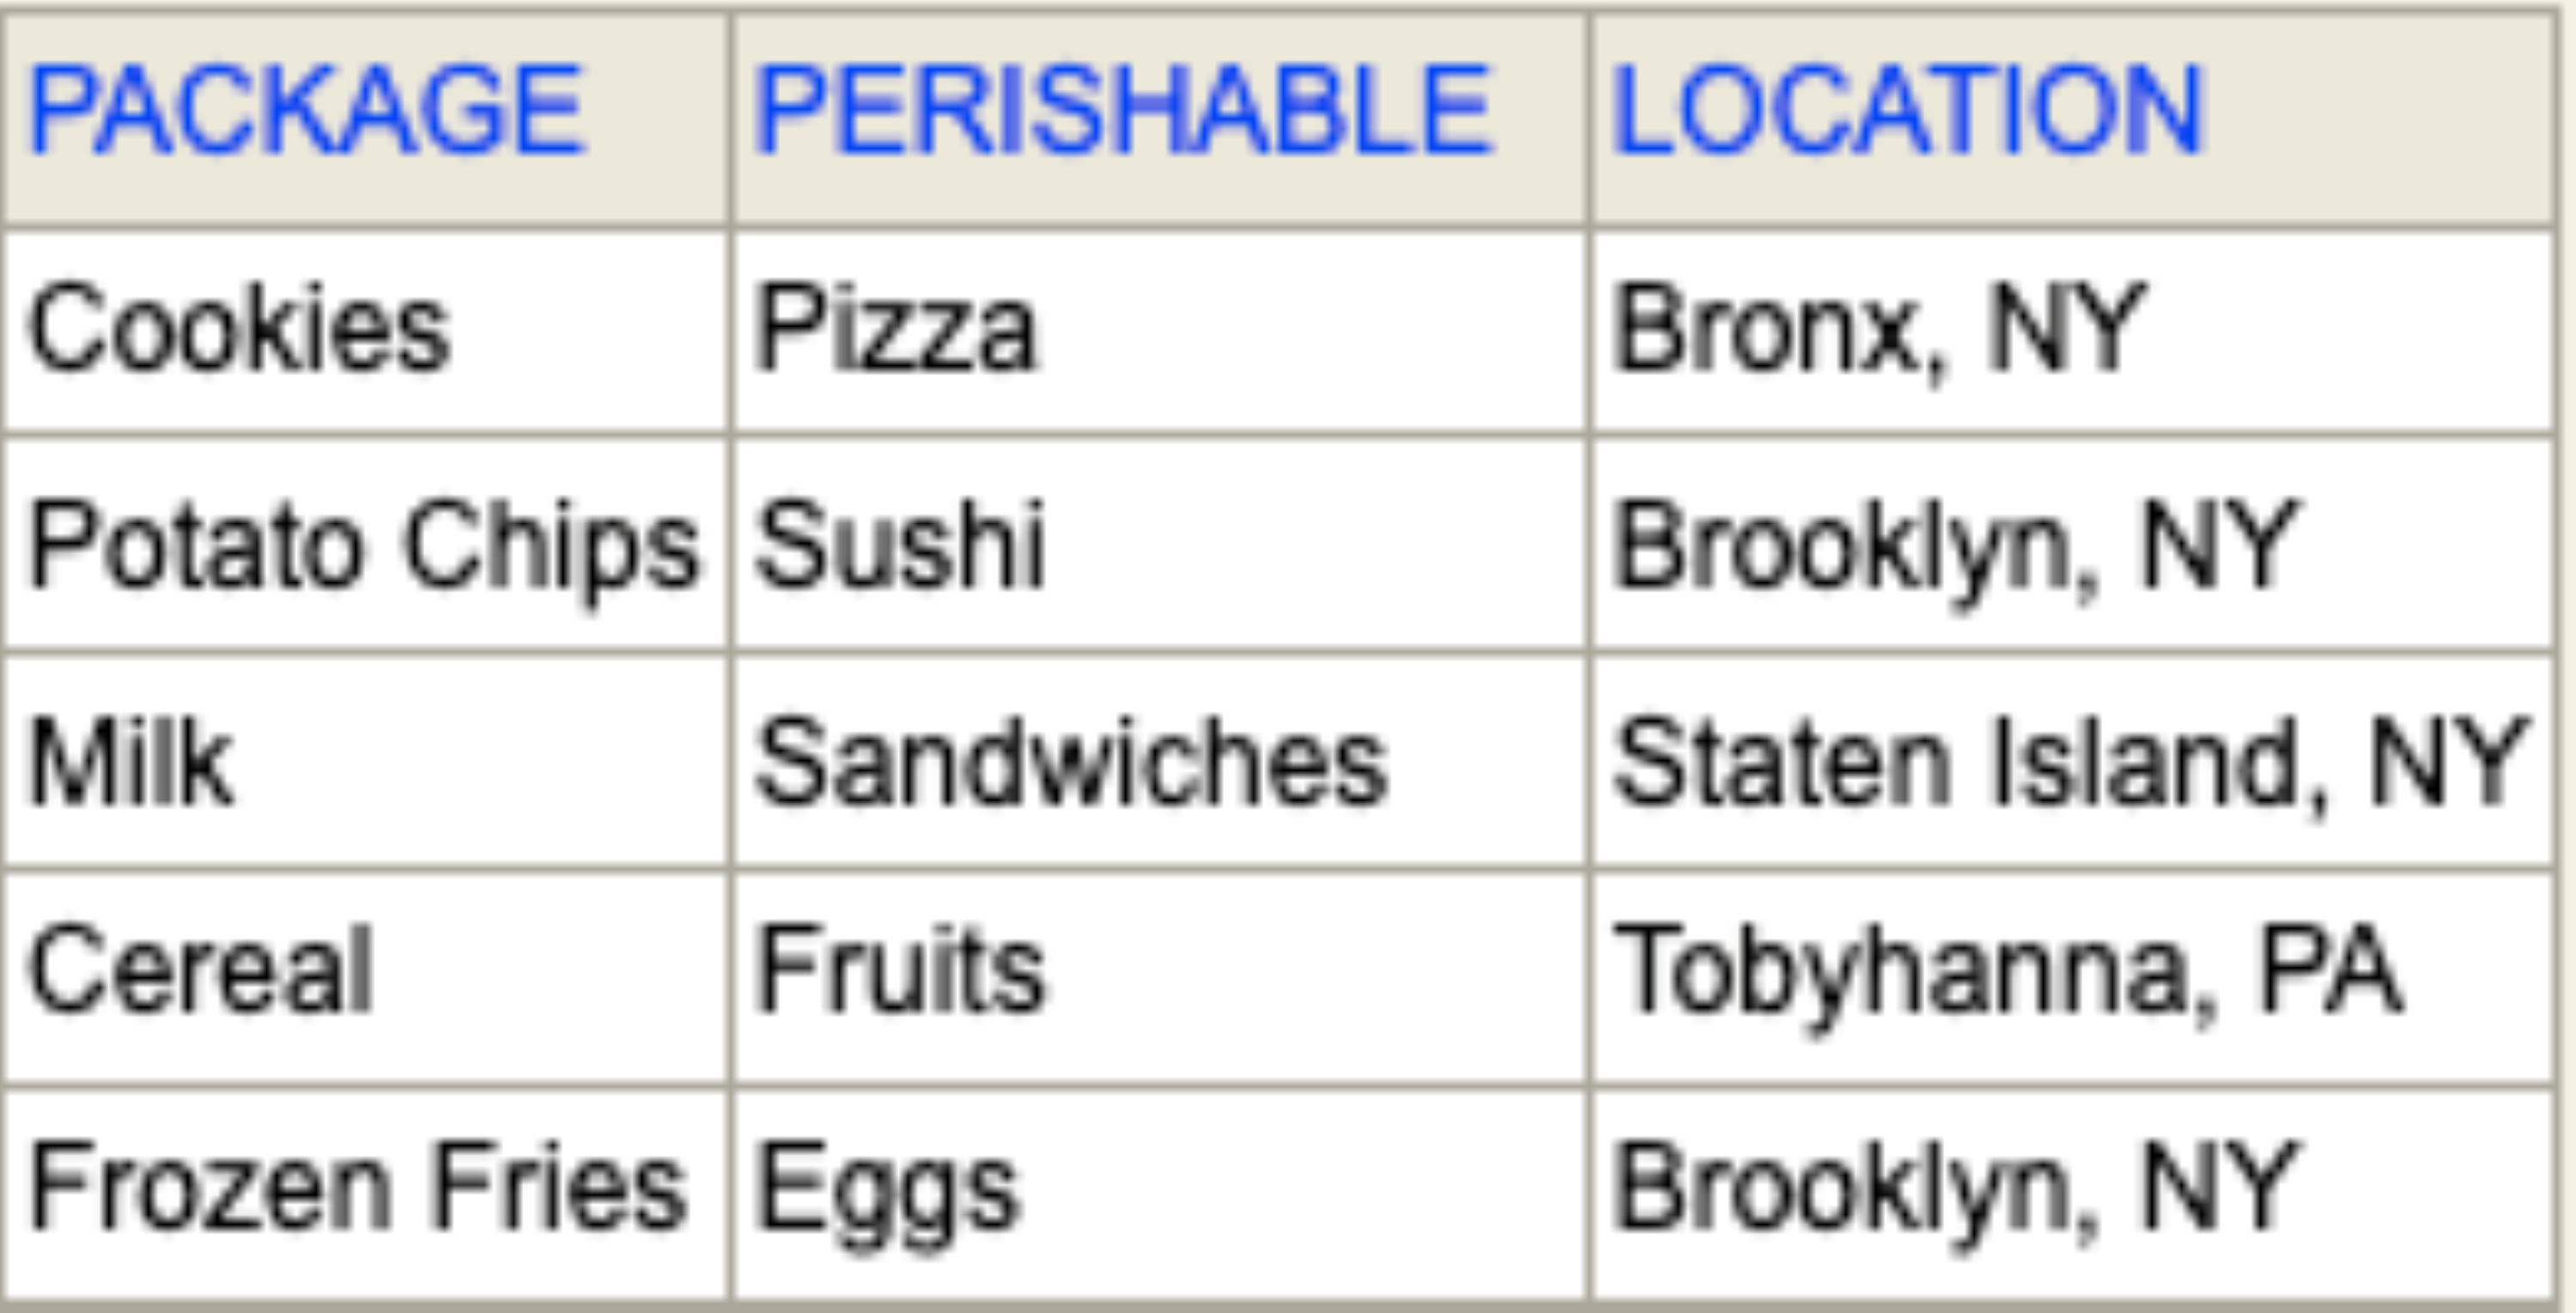 PACKAGE PERISHABLE LOCATION
Cookies Pizza Bronx, NY
Potato Chips Sushi Brooklyn, NY
Milk Sandwiches Staten Island, NY
Cereal Fruits Tobyhanna, PA
Frozen Fries Eggs Brooklyn, NY